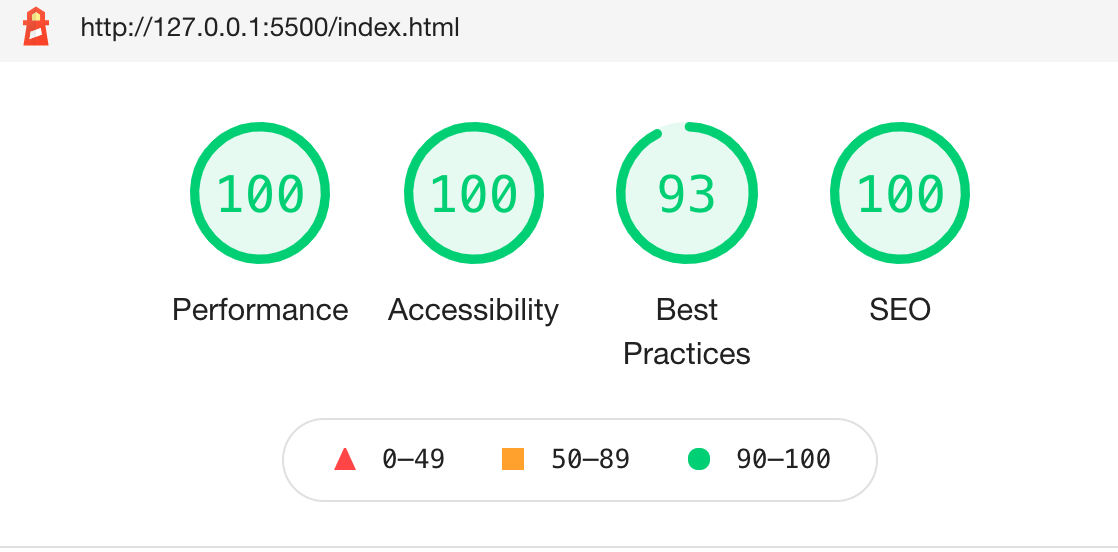 http://127.0.0.1:5500/index.html
100
100
93
100
Performance
Accessibility
Best
Practices
SEO
0–49
50–89
90–100